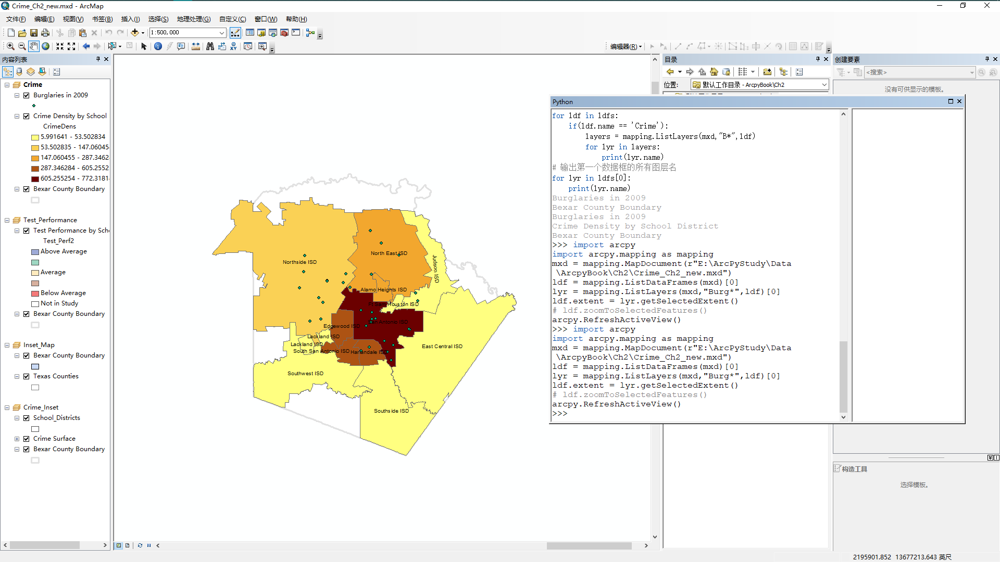 Crime_Ch2_new.mxd - ArcMap
文件(F) 编辑(E) 视图(V) 书签(B) 插入(I) 选择(S) 地理处理(G) 自定义(C) 窗口(W) 帮助(H)
1:500,000
编辑器(R)
内容列表
Crime
Burglaries in 2009
Crime Density by School
CrimeDens
5.991641 - 53.502834
53.502835 - 147.060454
147.060455 - 287.3462
287.346284 - 605.2552
605.255254 - 772.3181
Bexar County Boundary
Test_Performance
Test Performance by Sch
Test_Perf2
Above Average
Average
Below Average
Not in Study
Bexar County Boundary
Inset_Map
Bexar County Boundary
Texas Counties
Crime_Inset
School_Districts
Crime Surface
Bexar County Boundary
Northside ISD
North East ISD
Judson ISD
Alamo Heights ISD
Ft Sam Houston ISD
San Antonio ISD
Edgewood ISD
Lackland ISD
Lackland ISD
South San Antonio ISD
Harlandale ISD
East Central ISD
Southwest ISD
Southside ISD
目录
位置: 默认工作目录 - ArcpyBook\Ch2
创建要素
<搜索>
没有可供显示的模板。
Python
for ldf in ldfs:
    if(ldf.name == 'Crime'):
        layers = mapping.ListLayers(mxd,"B*",ldf)
        for lyr in layers:
            print(lyr.name)
# 输出第一个数据框的所有图层名
for lyr in ldfs[0]:
    print(lyr.name)
Burglaries in 2009
Bexar County Boundary
Burglaries in 2009
Crime Density by School District
Bexar County Boundary
>>> import arcpy
import arcpy.mapping as mapping
mxd = mapping.MapDocument(r"E:\ArcPyStudy\Data
\ArcpyBook\Ch2\Crime_Ch2_new.mxd")
ldf = mapping.ListDataFrames(mxd)[0]
lyr = mapping.ListLayers(mxd,"Burg*",ldf)[0]
ldf.extent = lyr.getSelectedExtent()
# ldf.zoomToSelectedFeatures()
arcpy.RefreshActiveView()
>>> import arcpy
import arcpy.mapping as mapping
mxd = mapping.MapDocument(r"E:\ArcPyStudy\Data
\ArcpyBook\Ch2\Crime_Ch2_new.mxd")
ldf = mapping.ListDataFrames(mxd)[0]
lyr = mapping.ListLayers(mxd,"Burg*",ldf)[0]
ldf.extent = lyr.getSelectedExtent()
# ldf.zoomToSelectedFeatures()
arcpy.RefreshActiveView()
>>>
构造工具
选择模板。
2195901.852 13677213.643 英尺